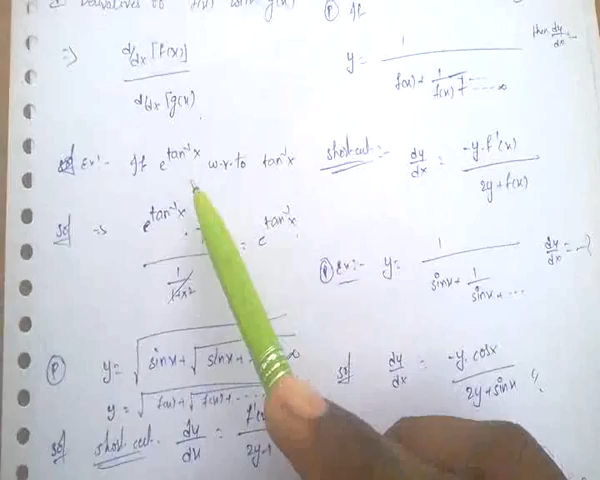 derivatives of f(x) with g(x)
=> d/dx [f(x)]
d/dx [g(x)]
Ex:- If e^tan⁻¹x w.r.to tan⁻¹x
Sol => e^tan⁻¹x
= e^tan⁻¹x
1
1+x²
(P) y = √sinx + √sinx +
y = √f(x) + √f(x) + ......
Sol short cut. dy/dx =
2y-1
(P) If
then dy/dx =
y = 1
f(x) + 1
f(x) + ...... ∞
short cut :- dy/dx = -y.f'(x)
2y + f(x)
(P) Ex:- y = 1 dy/dx = ?
sinx + 1
sinx + ...
Sol dy/dx = -y.cosx
2y + sinx